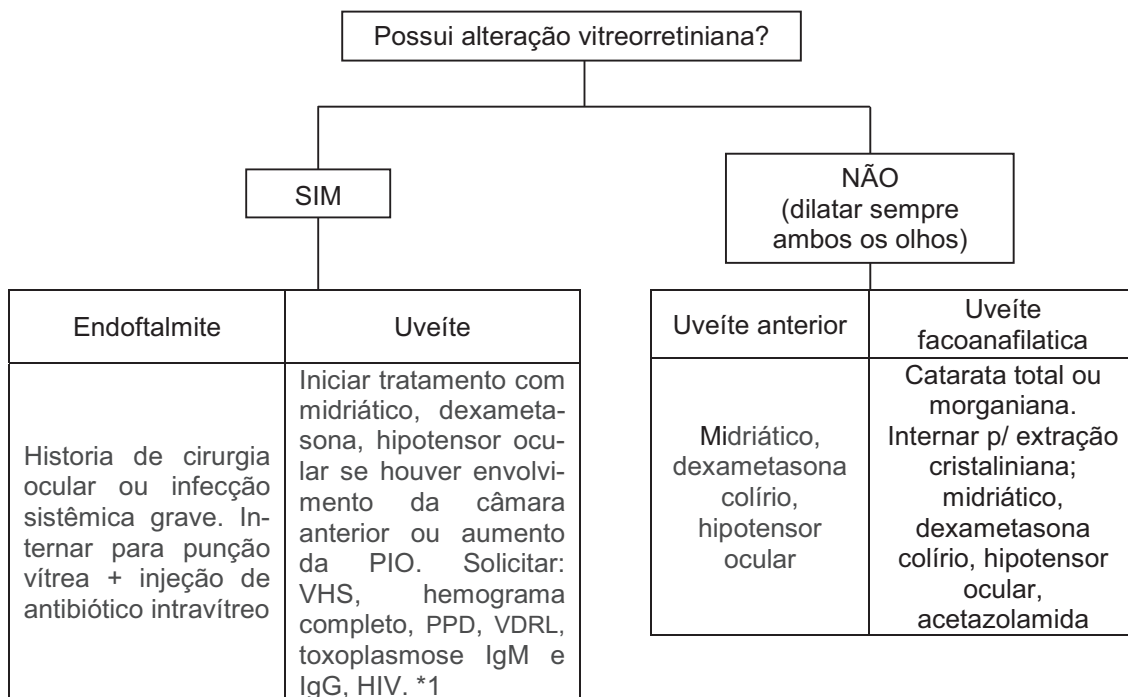 Possui alteração vitreorretiniana?
SIM
NÃO
(dilatar sempre
ambos os olhos)
Endoftalmite
Uveíte
Historia de cirurgia
ocular ou infecção
sistêmica grave. In-
ternar para punção
vítrea + injeção de
antibiótico intravítreo
Iniciar tratamento com
midriático, dexameta-
sona, hipotensor ocu-
lar se houver envolvi-
mento da câmara
anterior ou aumento
da PIO. Solicitar:
VHS, hemograma
completo, PPD, VDRL,
toxoplasmose IgM e
IgG, HIV. *1
Uveíte anterior
Uveíte
facoanafilatica
Midriático,
dexametasona
colírio,
hipotensor
ocular
Catarata total ou
morganiana.
Internar p/ extração
cristaliniana;
midriático,
dexametasona
colírio, hipotensor
ocular,
acetazolamida